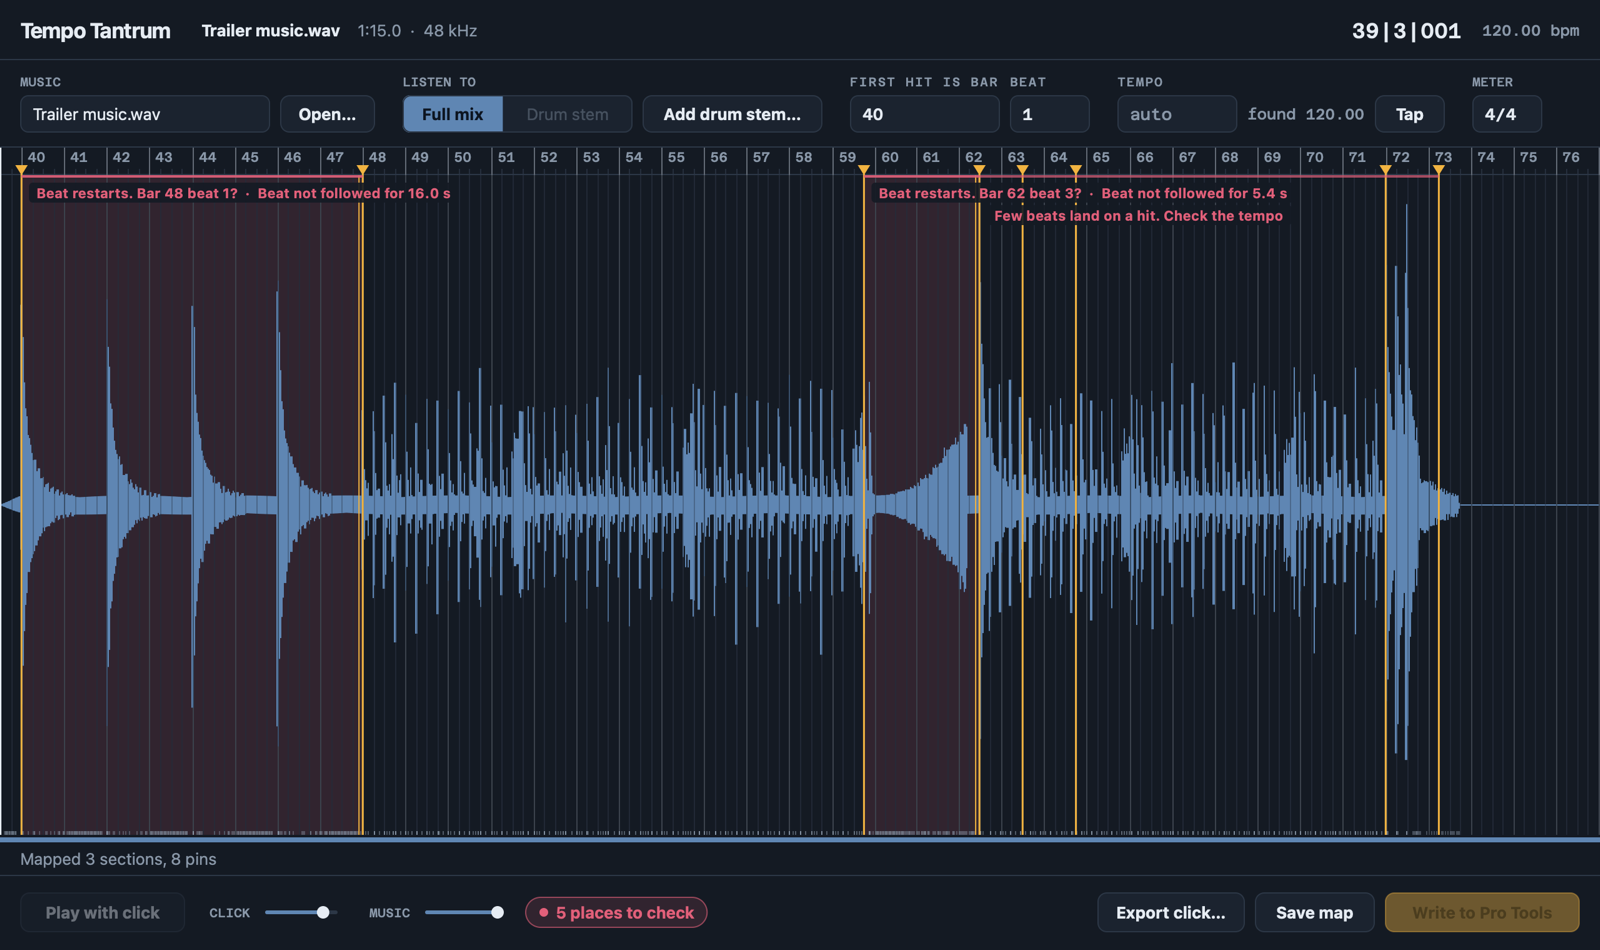 Tempo Tantrum
Trailer music.wav 1:15.0 · 48 kHz
39|3|001 120.00 bpm
MUSIC
LISTEN TO
FIRST HIT IS BAR BEAT
TEMPO
METER
Trailer music.wav
Open...
Full mix
Drum stem
Add drum stem...
40
1
auto
found 120.00
Tap
4/4
40 41 42 43 44 45 46 47 48 49 50 51 52 53 54 55 56 57 58 59 60 61 62 63 64 65 66 67 68 69 70 71 72 73 74 75 76
Beat restarts. Bar 48 beat 1? · Beat not followed for 16.0 s
Beat restarts. Bar 62 beat 3? · Beat not followed for 5.4 s
Few beats land on a hit. Check the tempo
Mapped 3 sections, 8 pins
Play with click
CLICK
MUSIC
5 places to check
Export click...
Save map
Write to Pro Tools